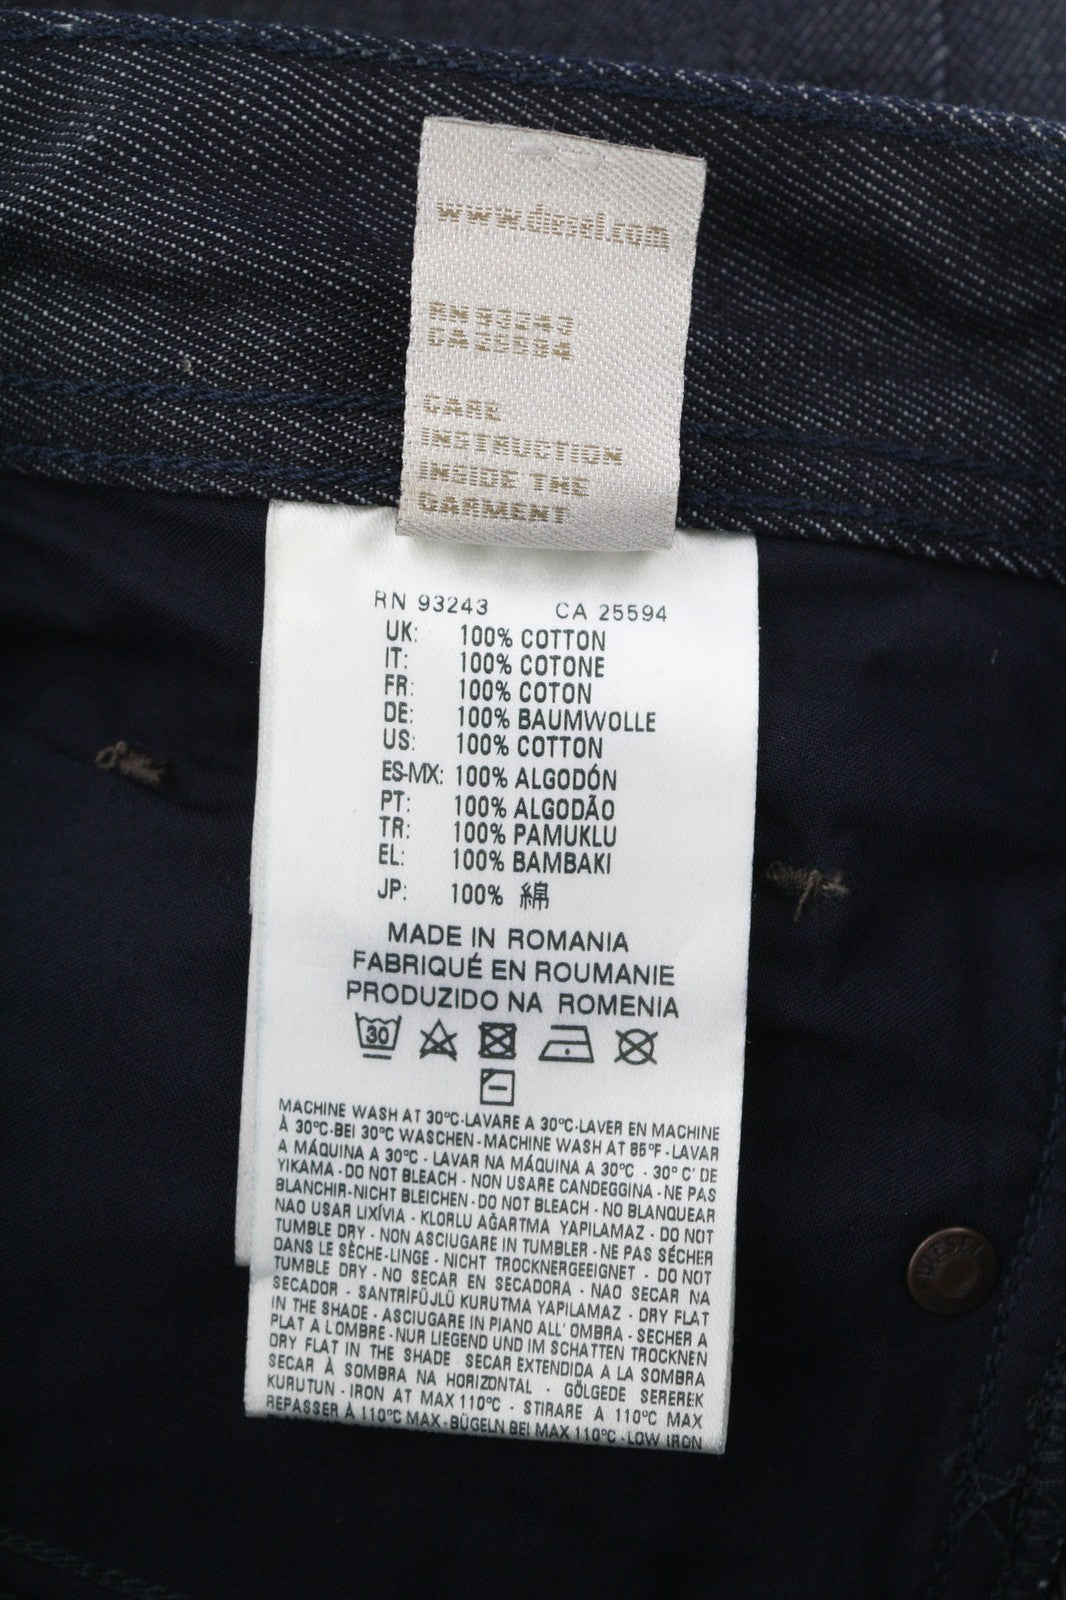 www.diesel.com
RN 93243
CA 25594
CARE
INSTRUCTION
INSIDE THE
GARMENT
RN 93243 CA 25594
UK: 100% COTTON
IT: 100% COTONE
FR: 100% COTON
DE: 100% BAUMWOLLE
US: 100% COTTON
ES-MX: 100% ALGODÓN
PT: 100% ALGODÃO
TR: 100% PAMUKLU
EL: 100% BAMBAKI
JP: 100% 綿
MADE IN ROMANIA
FABRIQUÉ EN ROUMANIE
PRODUZIDO NA ROMENIA
30
MACHINE WASH AT 30°C-LAVARE A 30°C-LAVER EN MACHINE
À 30°C-BEI 30°C WASCHEN - MACHINE WASH AT 85°F - LAVAR
A MÁQUINA A 30°C - LAVAR NA MÁQUINA A 30°C - 30° C' DE
YIKAMA - DO NOT BLEACH - NON USARE CANDEGGINA - NE PAS
BLANCHIR-NICHT BLEICHEN - DO NOT BLEACH - NO BLANQUEAR
NAO USAR LIXÍVIA - KLORLU AĞARTMA YAPILAMAZ - DO NOT
TUMBLE DRY - NON ASCIUGARE IN TUMBLER - NE PAS SÉCHER
DANS LE SÈCHE-LINGE - NICHT TROCKNERGEEIGNET - DO NOT
TUMBLE DRY - NO SECAR EN SECADORA - NAO SECAR NA
SECADOR - SANTRİFÜJLÜ KURUTMA YAPILAMAZ - DRY FLAT
IN THE SHADE - ASCIUGARE IN PIANO ALL' OMBRA - SECHER A
PLAT A LOMBRE - NUR LIEGEND UND IM SCHATTEN TROCKNEN
DRY FLAT IN THE SHADE SECAR EXTENDIDA A LA SOMBRA
SECAR À SOMBRA NA HORIZONTAL - GÖLGEDE SEREREK
KURUTUN - IRON AT MAX 110°C - STIRARE A 110°C MAX
REPASSER À 110°C MAX - BÜGELN BEI MAX 110°C - LOW IRON
DIESEL